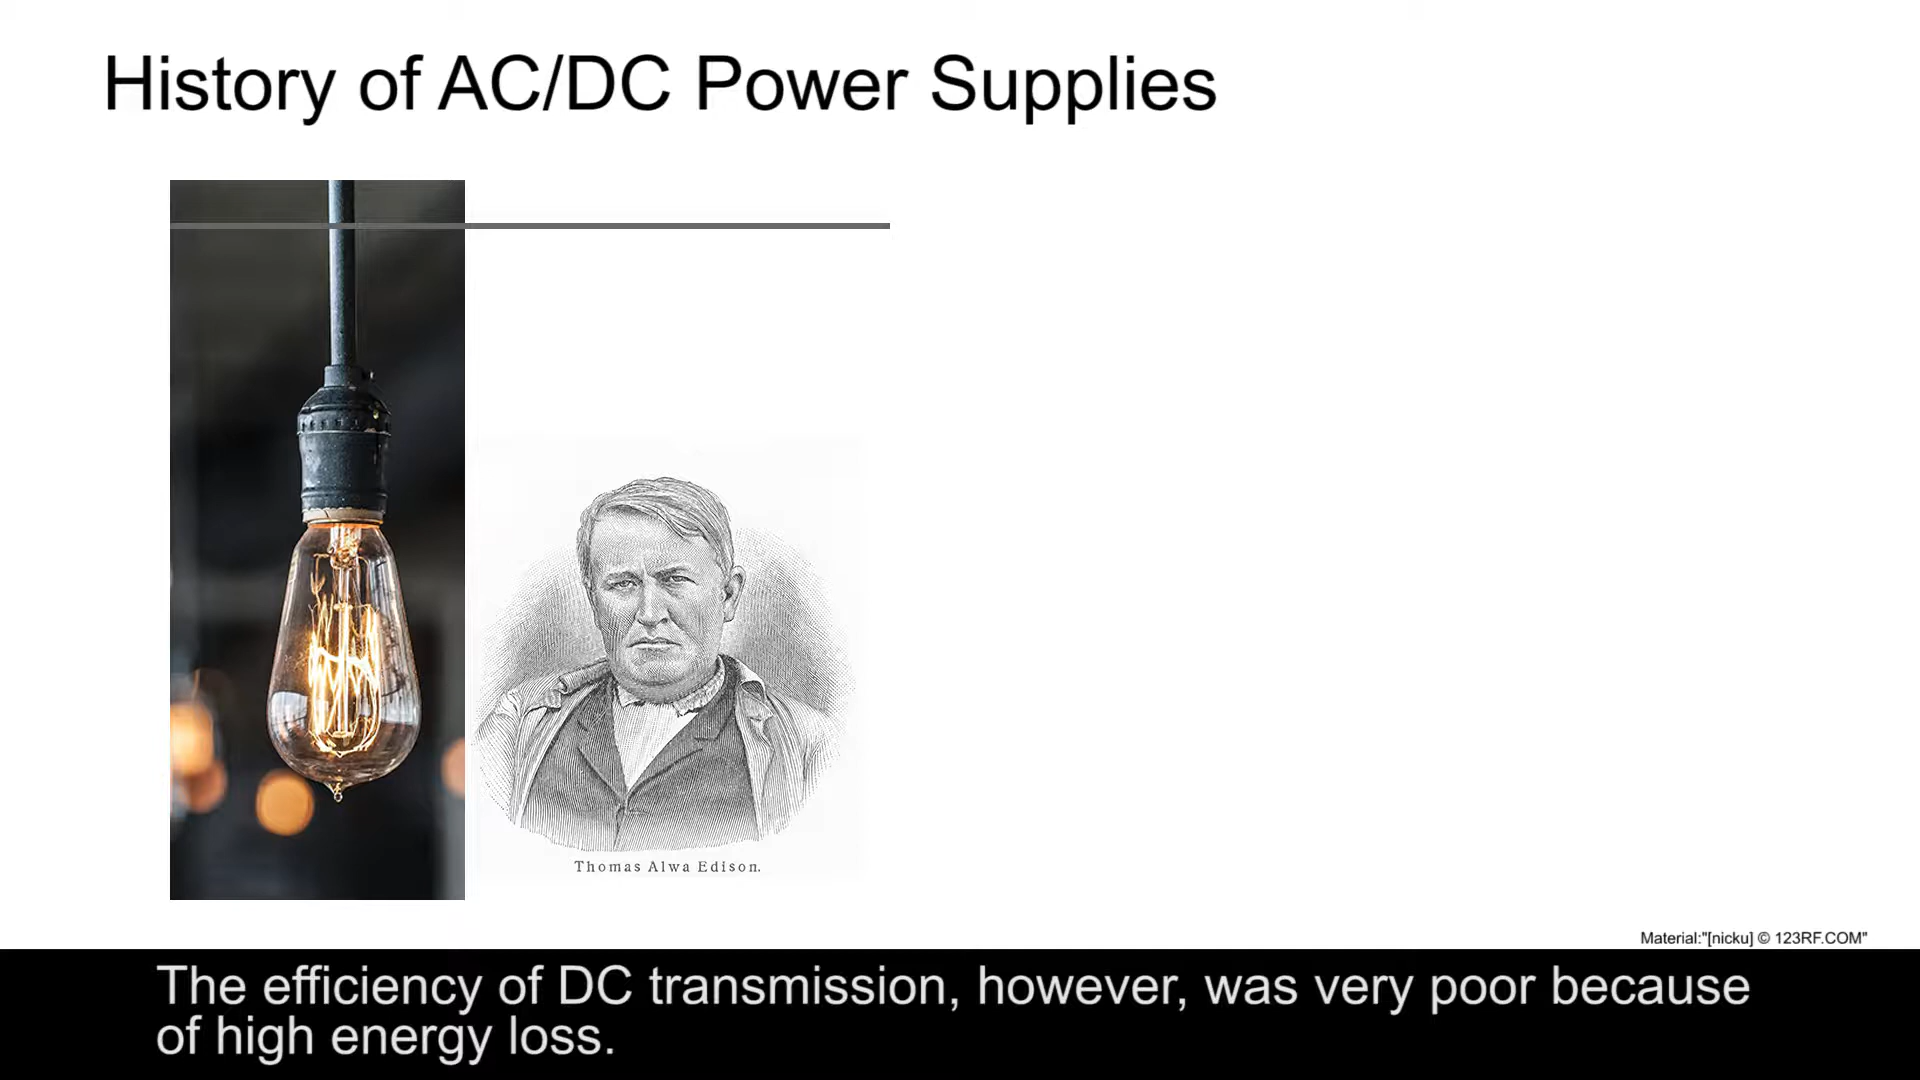 History of AC/DC Power Supplies
Thomas Alwa Edison.
Material:"[nicku] © 123RF.COM"
The efficiency of DC transmission, however, was very poor because
of high energy loss.